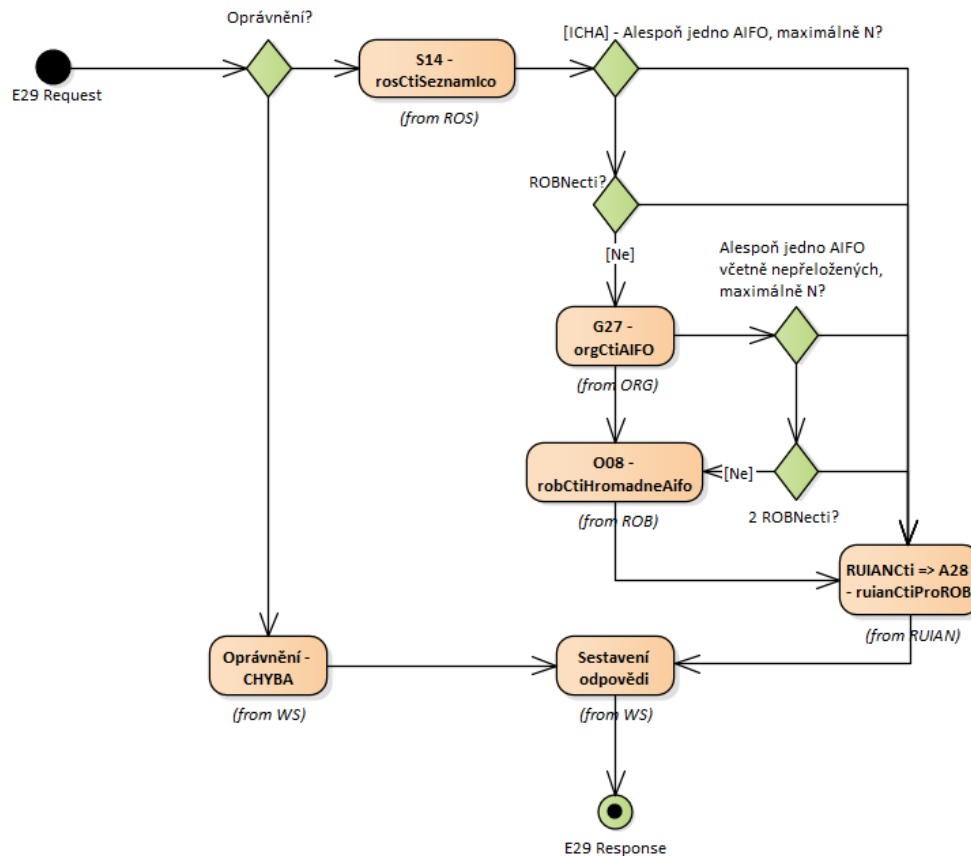 Oprávnění?
[ICHA] - Alespoň jedno AIFO, maximálně N?
S14 -
rosCtiSeznamIco
E29 Request
(from ROS)
ROBNecti?
[Ne]
Alespoň jedno AIFO
včetně nepřeložených,
maximálně N?
G27 -
orgCtiAIFO
(from ORG)
O08 -
robCtiHromadneAifo
[Ne]
(from ROB)
2 ROBNecti?
RUIANCti => A28
- ruianCtiProROB
(from RUIAN)
Oprávnění -
CHYBA
(from WS)
Sestavení
odpovědi
(from WS)
E29 Response